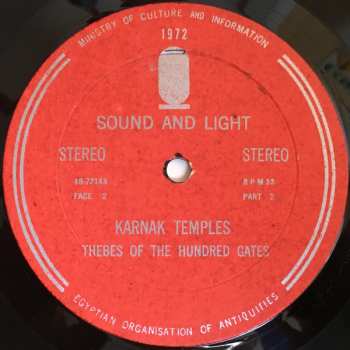 MINISTRY OF CULTURE AND INFORMATION
1972
SOUND AND LIGHT
STEREO STEREO
FACE 2 PART 2
KARNAK TEMPLES
THEBES OF THE HUNDRED GATES
EGYPTIAN ORGANISATION OF ANTIQUITIES